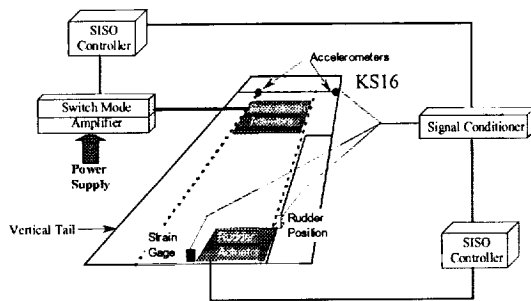 SISO
Controller
Accelerometers
KS16
Switch Mode
Amplifier
Signal Conditioner
Power
Supply
Vertical Tail
Strain
Gage
Rudder
Position
SISO
Controller